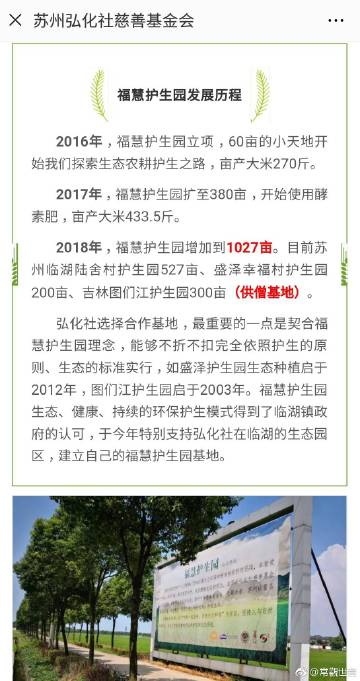 苏州弘化社慈善基金会
福慧护生园发展历程
2016年，福慧护生园立项，60亩的小天地开
始我们探索生态农耕护生之路，亩产大米270斤。
2017年，福慧护生园扩至380亩，开始使用酵
素肥，亩产大米433.5斤。
2018年，福慧护生园增加到1027亩。目前苏
州临湖陆舍村护生园527亩、盛泽幸福村护生园
200亩、吉林图们江护生园300亩（供僧基地）。
弘化社选择合作基地，最重要的一点是契合福
慧护生园理念，能够不折不扣完全依照护生的原
则、生态的标准实行，如盛泽护生园生态种植启于
2012年，图们江护生园启于2003年。福慧护生园
生态、健康、持续的环保护生模式得到了临湖镇政
府的认可，于今年特别支持弘化社在临湖的生态园
区，建立自己的福慧护生园基地。
福慧护生园
@常觀世音